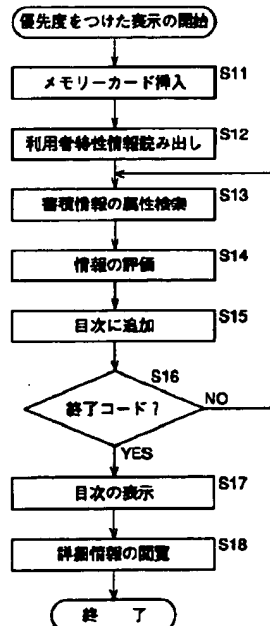 優先度をつけた表示の開始
メモリーカード挿入 S11
利用者特性情報読み出し S12
蓄積情報の属性検索 S13
情報の評価 S14
目次に追加 S15
S16
終了コード? NO
YES
目次の表示 S17
詳細情報の閲覧 S18
終 了